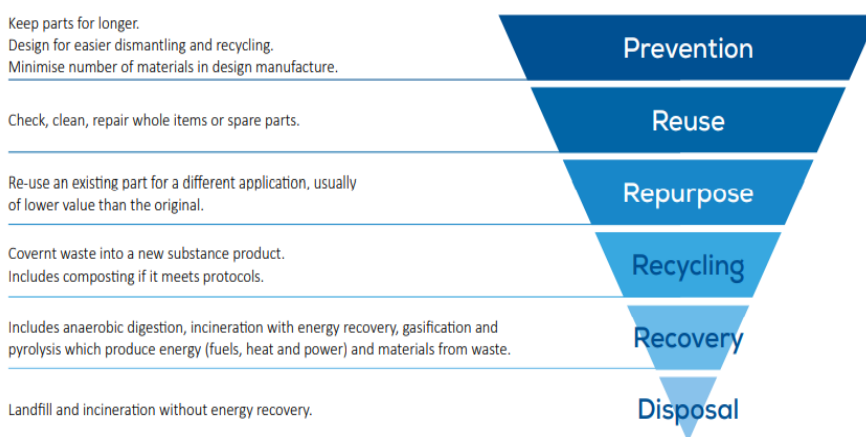 Keep parts for longer.
Design for easier dismantling and recycling.
Minimise number of materials in design manufacture.
Prevention
Check, clean, repair whole items or spare parts.
Reuse
Re-use an existing part for a different application, usually
of lower value than the original.
Repurpose
Covernt waste into a new substance product.
Includes composting if it meets protocols.
Recycling
Includes anaerobic digestion, incineration with energy recovery, gasification and
pyrolysis which produce energy (fuels, heat and power) and materials from waste.
Recovery
Landfill and incineration without energy recovery.
Disposal